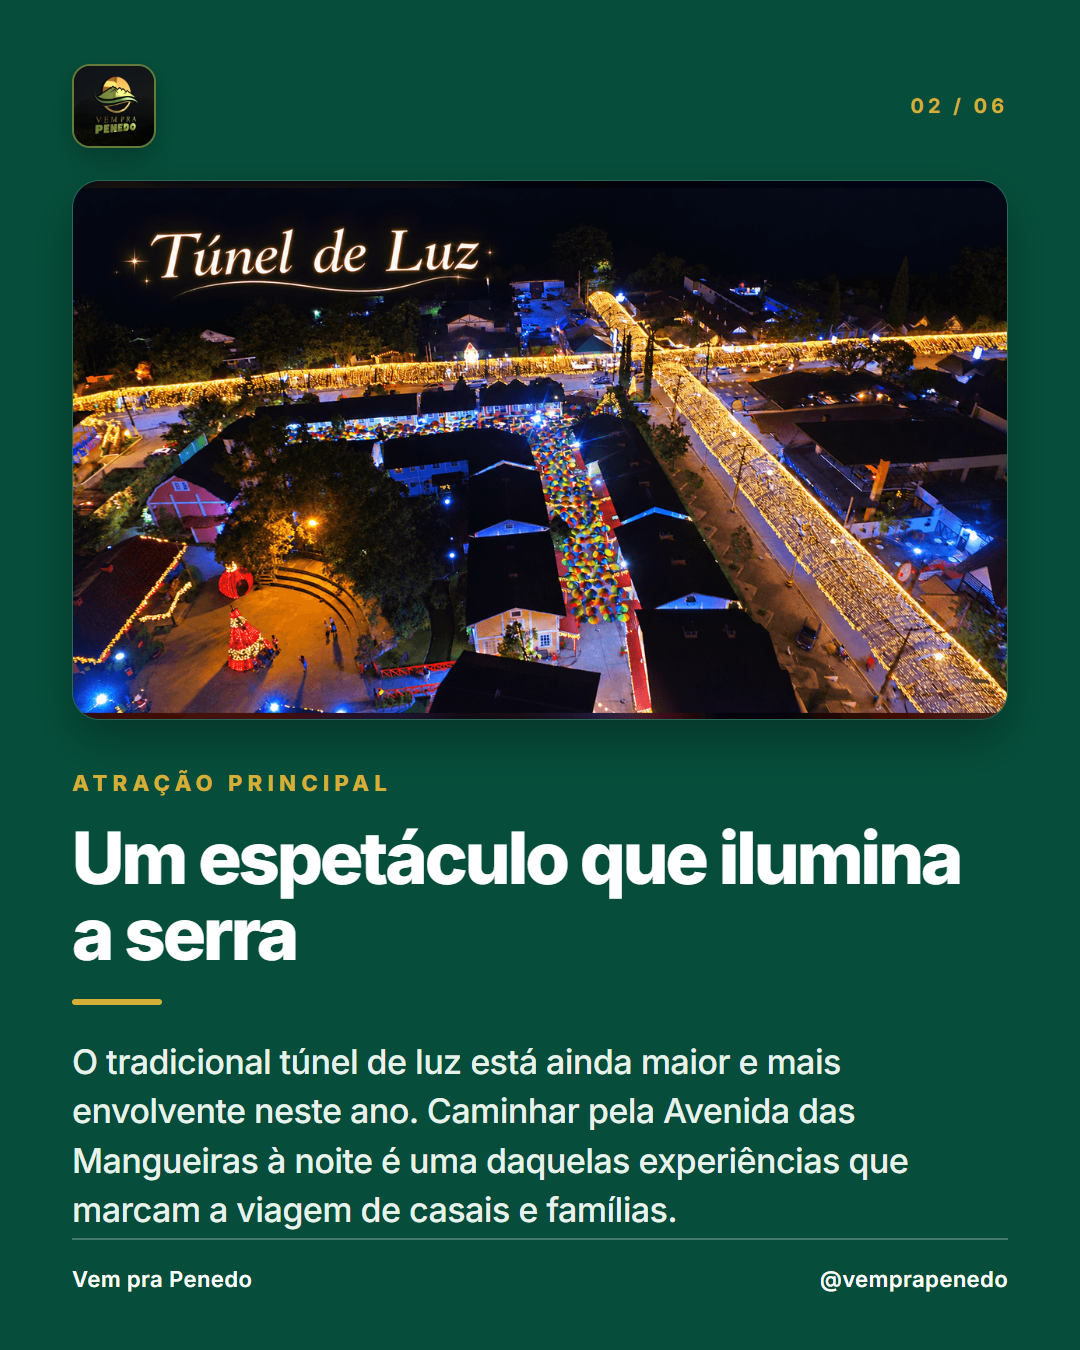 VEM PRA
PENEDO
02 / 06
Túnel de Luz
ATRAÇÃO PRINCIPAL
Um espetáculo que ilumina
a serra
O tradicional túnel de luz está ainda maior e mais
envolvente neste ano. Caminhar pela Avenida das
Mangueiras à noite é uma daquelas experiências que
marcam a viagem de casais e famílias.
Vem pra Penedo
@vemprapenedo